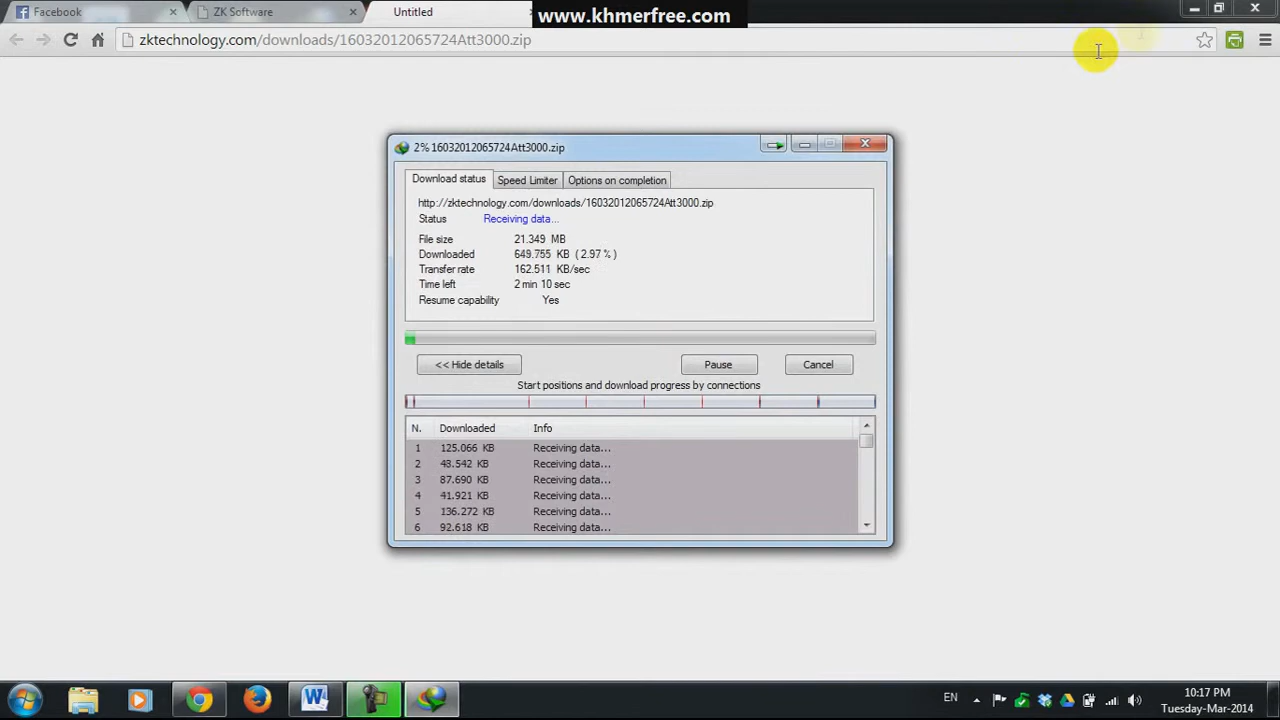 Facebook
ZK Software
Untitled
www.khmerfree.com
zktechnology.com/downloads/16032012065724Att3000.zip
2% 16032012065724Att3000.zip
Download status
Speed Limiter
Options on completion
http://zktechnology.com/downloads/16032012065724Att3000.zip
Status Receiving data...
File size 21.349 MB
Downloaded 649.755 KB ( 2.97 % )
Transfer rate 162.511 KB/sec
Time left 2 min 10 sec
Resume capability Yes
<< Hide details
Pause
Cancel
Start positions and download progress by connections
N. Downloaded Info
1 125.066 KB Receiving data...
2 43.542 KB Receiving data...
3 87.690 KB Receiving data...
4 41.921 KB Receiving data...
5 136.272 KB Receiving data...
6 92.618 KB Receiving data...
EN
10:17 PM
Tuesday-Mar-2014